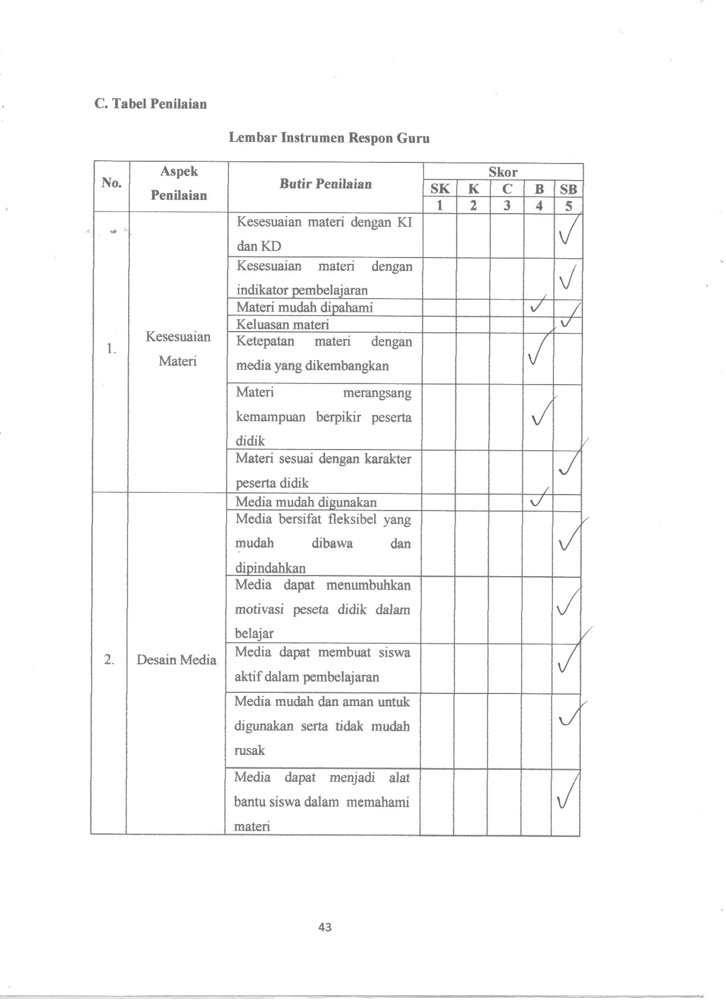 C. Tabel Penilaian
Lembar Instrumen Respon Guru
No.
Aspek
Penilaian
Butir Penilaian
Skor
SK K C B SB
1 2 3 4 5
1.
Kesesuaian
Materi
Kesesuaian materi dengan KI
dan KD
√
Kesesuaian materi dengan
indikator pembelajaran
√
Materi mudah dipahami √
Keluasan materi √
Ketepatan materi dengan
media yang dikembangkan
√
Materi merangsang
kemampuan berpikir peserta
didik
√
Materi sesuai dengan karakter
peserta didik
√
2.
Desain Media
Media mudah digunakan √
Media bersifat fleksibel yang
mudah dibawa dan
dipindahkan
√
Media dapat menumbuhkan
motivasi peseta didik dalam
belajar
√
Media dapat membuat siswa
aktif dalam pembelajaran
√
Media mudah dan aman untuk
digunakan serta tidak mudah
rusak
√
Media dapat menjadi alat
bantu siswa dalam memahami
materi
√
43